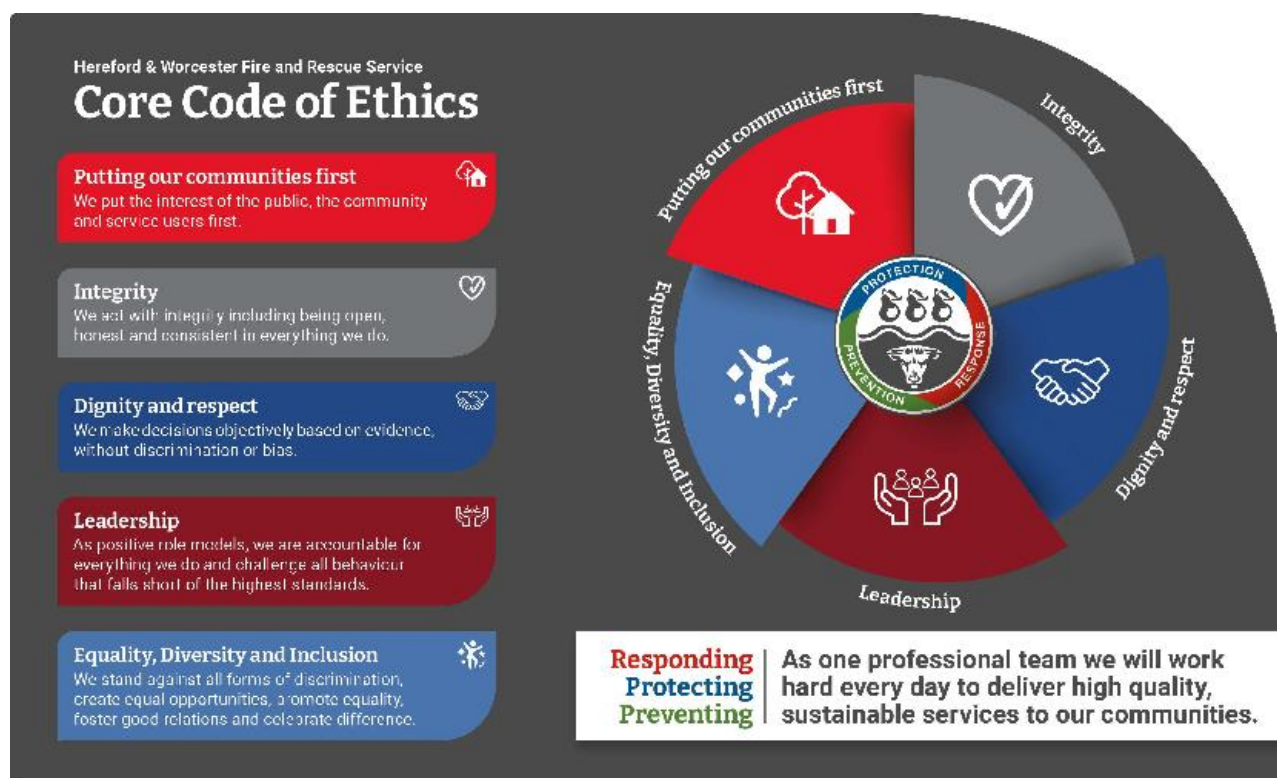 Hereford & Worcester Fire and Rescue Service
Core Code of Ethics
Putting our communities first
We put the interest of the public, the community
and service users first.
Integrity
We act with integrity including being open,
honest and consistent in everything we do.
Dignity and respect
We make decisions objectively based on evidence,
without discrimination or bias.
Leadership
As positive role models, we are accountable for
everything we do and challenge all behaviour
that falls short of the highest standards.
Equality, Diversity and Inclusion
We stand against all forms of discrimination,
create equal opportunities, promote equality,
foster good relations and celebrate difference.
Putting our communities first
Integrity
Dignity and respect
Leadership
Equality, Diversity and Inclusion
PROTECTION
RESPONSE
PREVENTION
Responding
Protecting
Preventing
As one professional team we will work
hard every day to deliver high quality,
sustainable services to our communities.